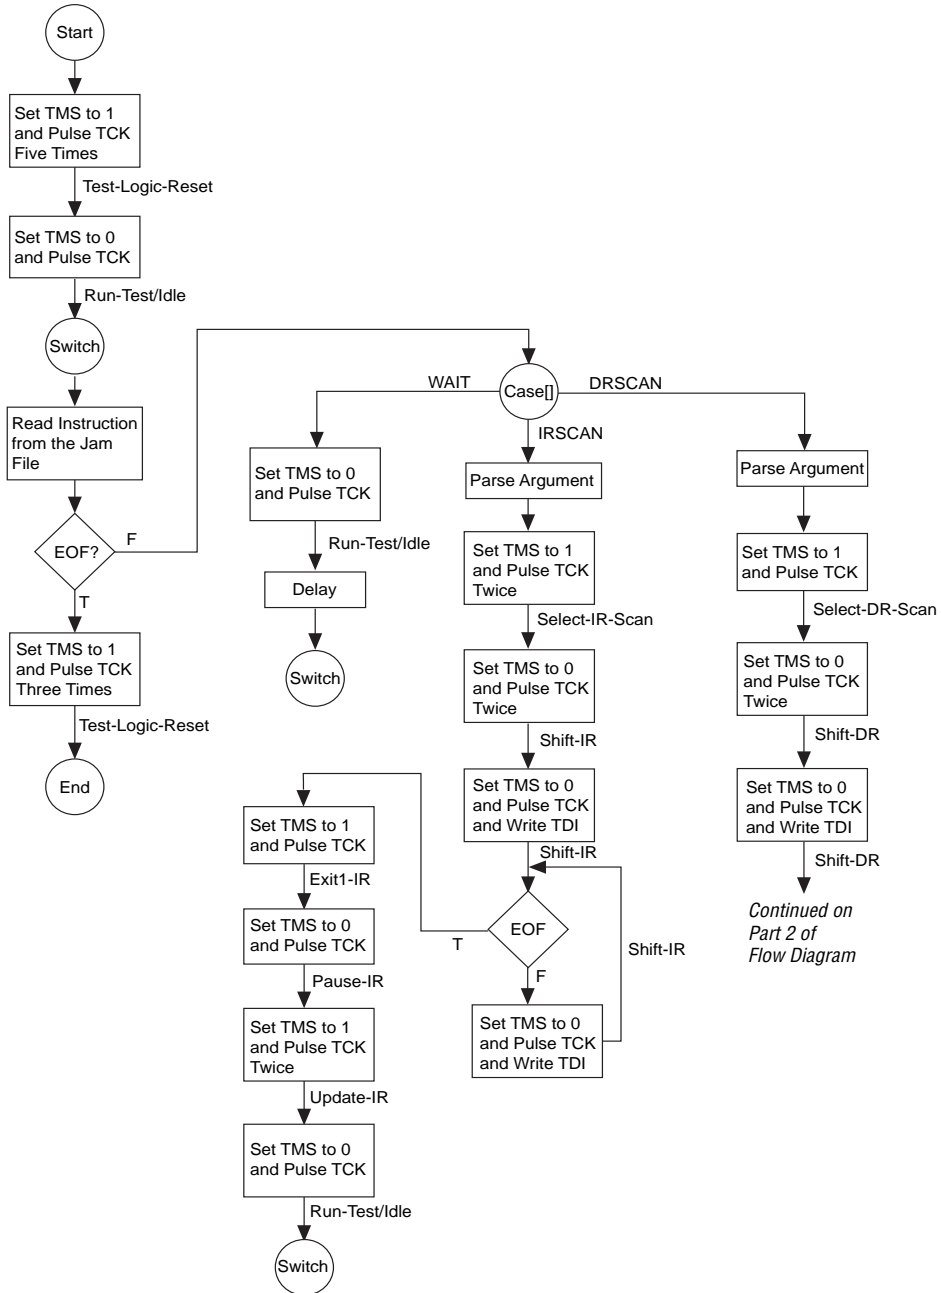 Start
Set TMS to 1
and Pulse TCK
Five Times
Test-Logic-Reset
Set TMS to 0
and Pulse TCK
Run-Test/Idle
Switch
Read Instruction
from the Jam
File
EOF?
F
T
Set TMS to 1
and Pulse TCK
Three Times
Test-Logic-Reset
End
Case[]
WAIT
DRSCAN
IRSCAN
Set TMS to 0
and Pulse TCK
Run-Test/Idle
Delay
Switch
Parse Argument
Set TMS to 1
and Pulse TCK
Twice
Select-IR-Scan
Set TMS to 0
and Pulse TCK
Twice
Shift-IR
Set TMS to 0
and Pulse TCK
and Write TDI
Shift-IR
EOF
T
F
Shift-IR
Set TMS to 0
and Pulse TCK
and Write TDI
Set TMS to 1
and Pulse TCK
Exit1-IR
Set TMS to 0
and Pulse TCK
Pause-IR
Set TMS to 1
and Pulse TCK
Twice
Update-IR
Set TMS to 0
and Pulse TCK
Run-Test/Idle
Switch
Parse Argument
Set TMS to 1
and Pulse TCK
Select-DR-Scan
Set TMS to 0
and Pulse TCK
Twice
Shift-DR
Set TMS to 0
and Pulse TCK
and Write TDI
Shift-DR
Continued on
Part 2 of
Flow Diagram